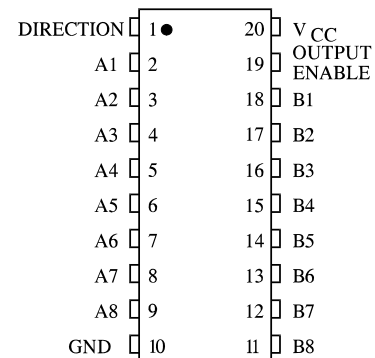 DIRECTION 1 20 V CC
A1 2 19 OUTPUT ENABLE
A2 3 18 B1
A3 4 17 B2
A4 5 16 B3
A5 6 15 B4
A6 7 14 B5
A7 8 13 B6
A8 9 12 B7
GND 10 11 B8